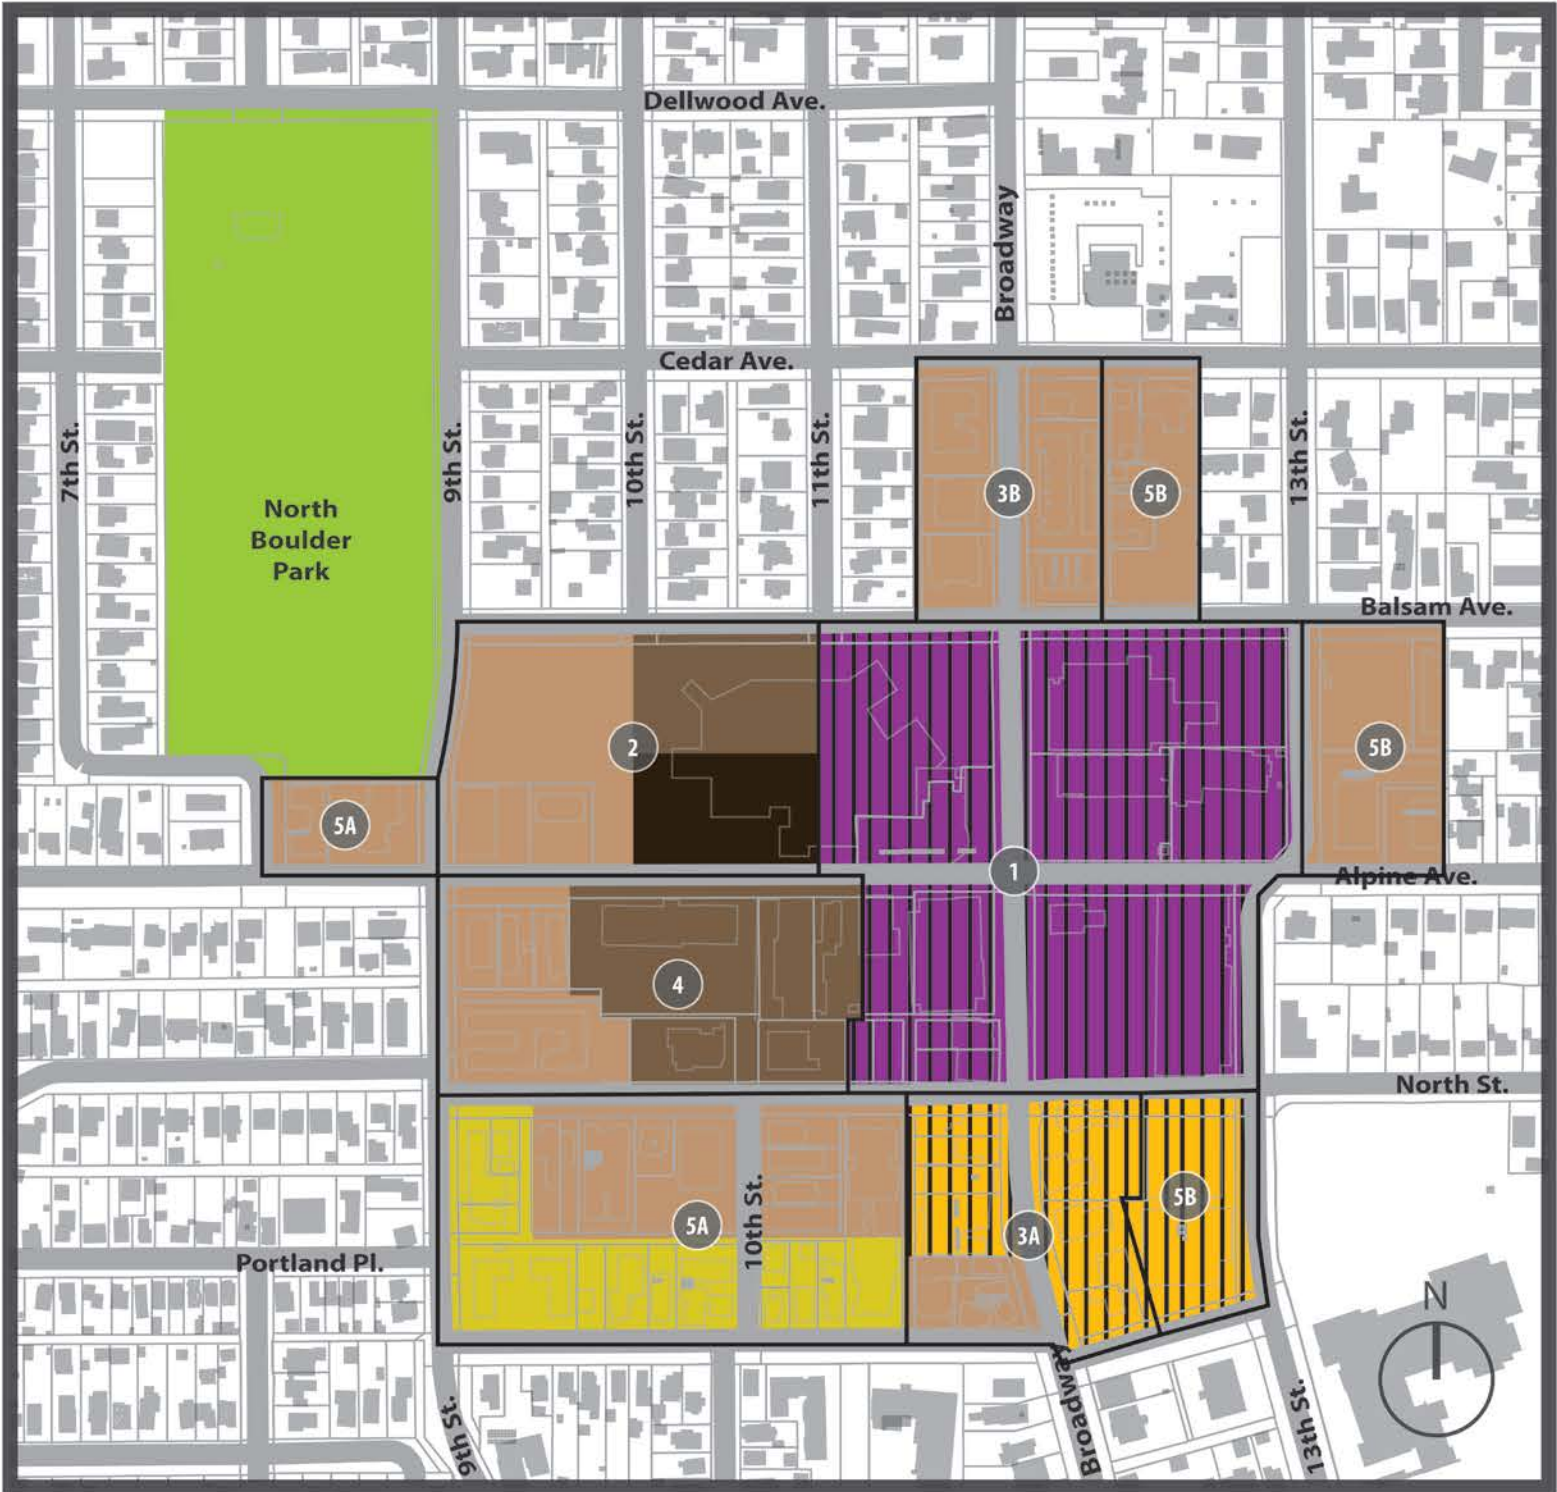 Dellwood Ave.
Broadway
Cedar Ave.
7th St.
9th St.
10th St.
11th St.
13th St.
3B
5B
North
Boulder
Park
Balsam Ave.
2
5B
5A
1
Alpine Ave.
4
North St.
5B
5A
10th St.
3A
Portland Pl.
N
9th St.
Broadway
13th St.